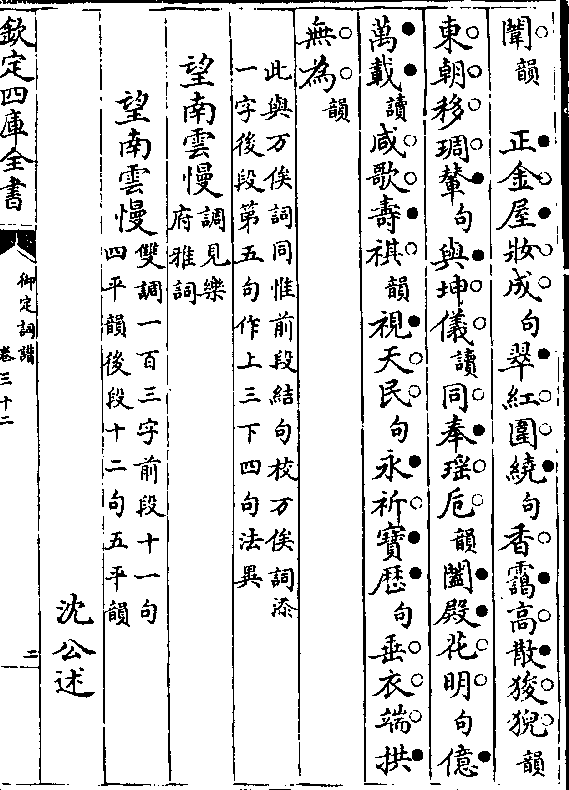 闈韻　正金屋妝成句翠紅圍繞句香靄高散狻猊韻
東朝移琱輦句與坤儀讀同奉瑶巵韻闔殿花明句億
萬載讀咸歌壽祺韻視天民句永祈寶厯句垂衣端拱
無為韻
此與万俟詞同惟前段結句校万俟詞添
一字後段第五句作上三下四句法異
望南雲慢調見樂
府雅詞
望南雲慢雙調一百三字前段十一句
四平韻後段十二句五平韻
沈公述
欽定四庫全書
御定詞譜
卷三十二
二